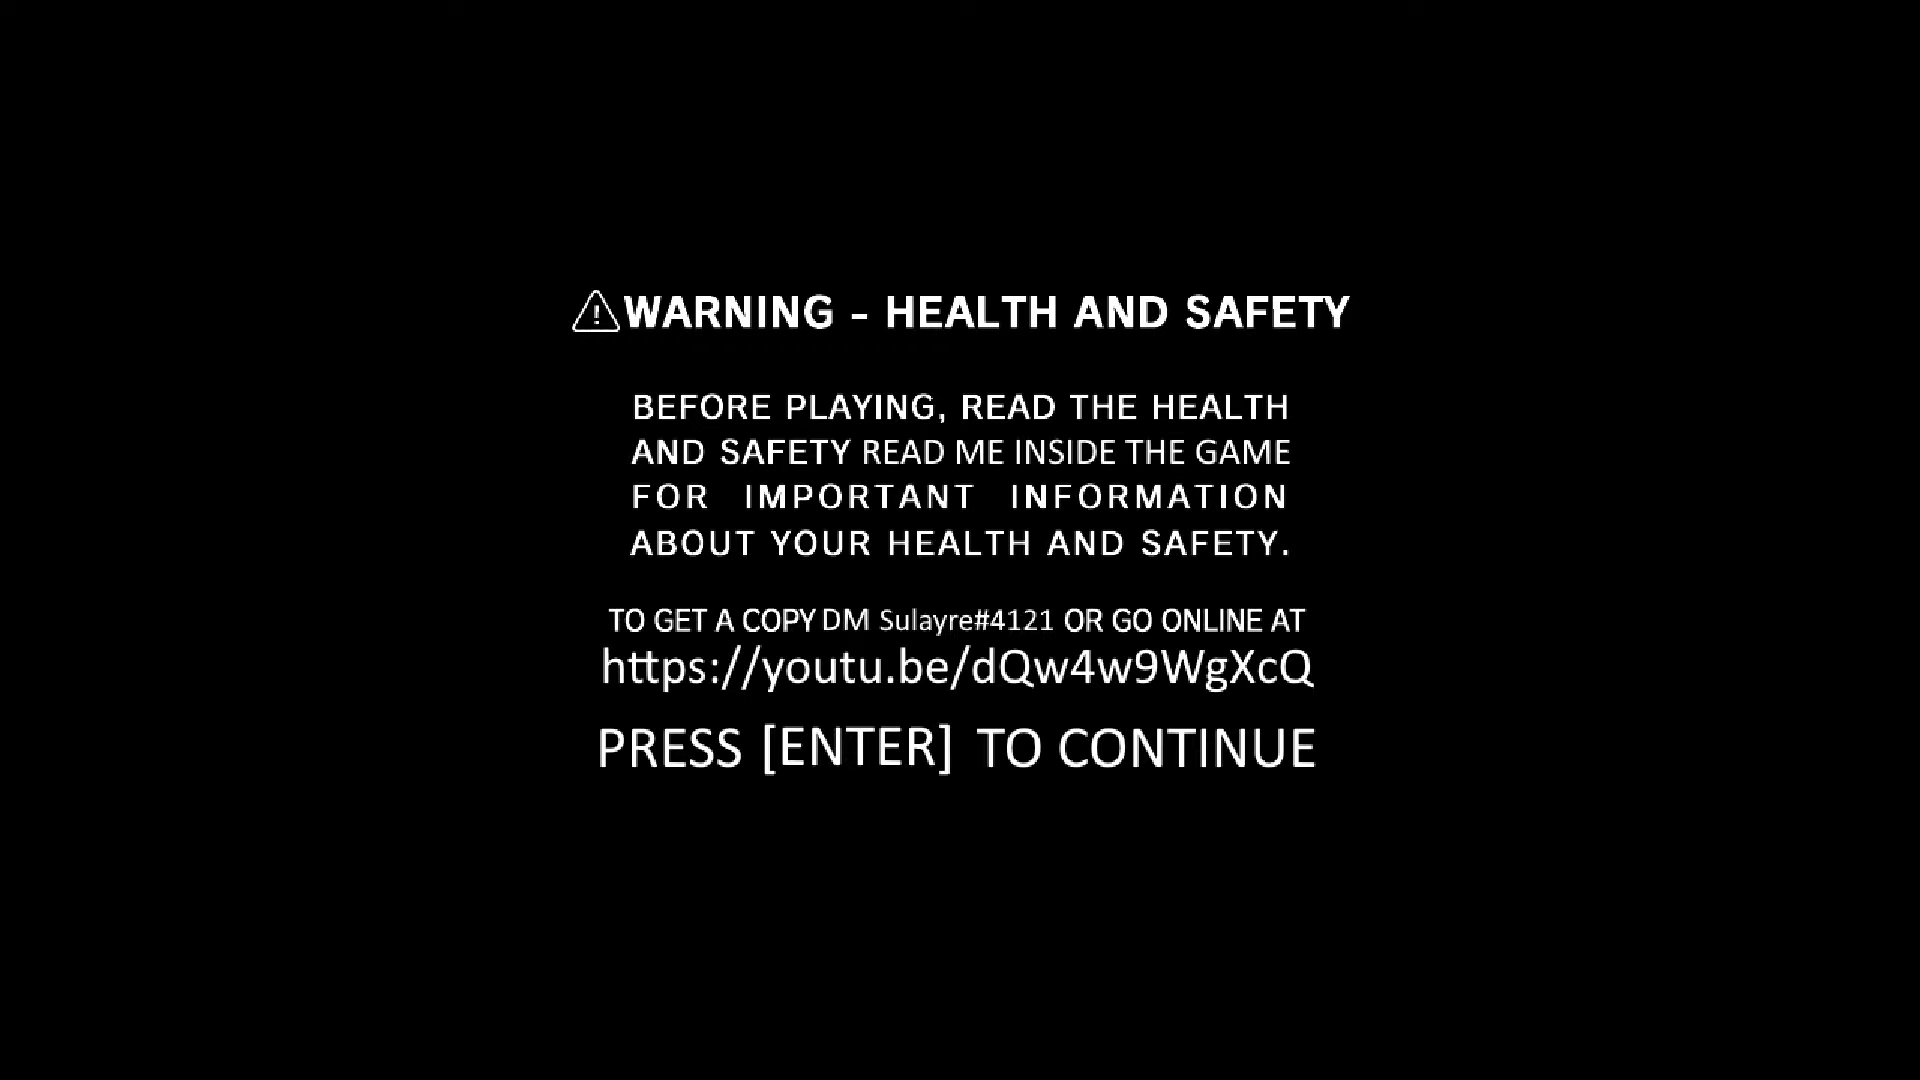 ⚠WARNING - HEALTH AND SAFETY
BEFORE PLAYING, READ THE HEALTH
AND SAFETY READ ME INSIDE THE GAME
FOR IMPORTANT INFORMATION
ABOUT YOUR HEALTH AND SAFETY.
TO GET A COPY DM Sulayre#4121 OR GO ONLINE AT
https://youtu.be/dQw4w9WgXcQ
PRESS [ENTER] TO CONTINUE